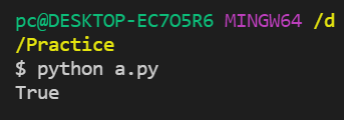 pc@DESKTOP-EC7O5R6 MINGW64 /d
/Practice
$ python a.py
True